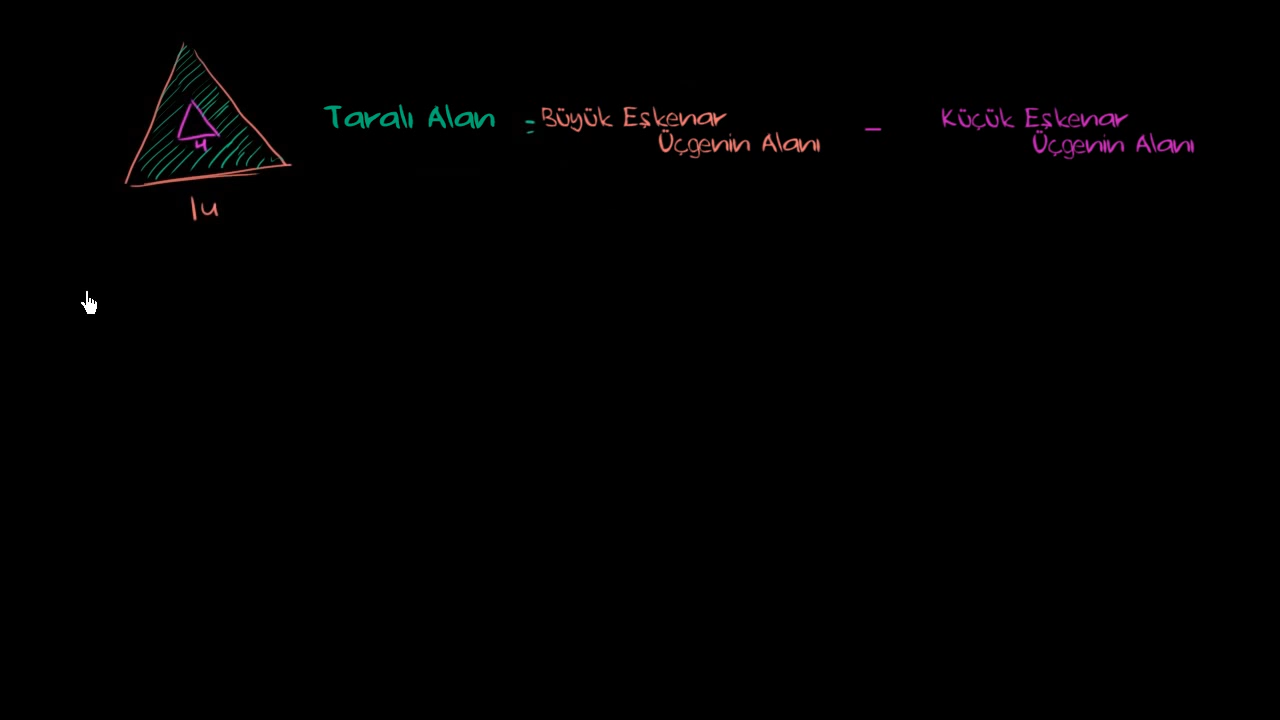 Taralı Alan = Büyük Eşkenar
Üçgenin Alanı
- Küçük Eşkenar
Üçgenin Alanı
4
14